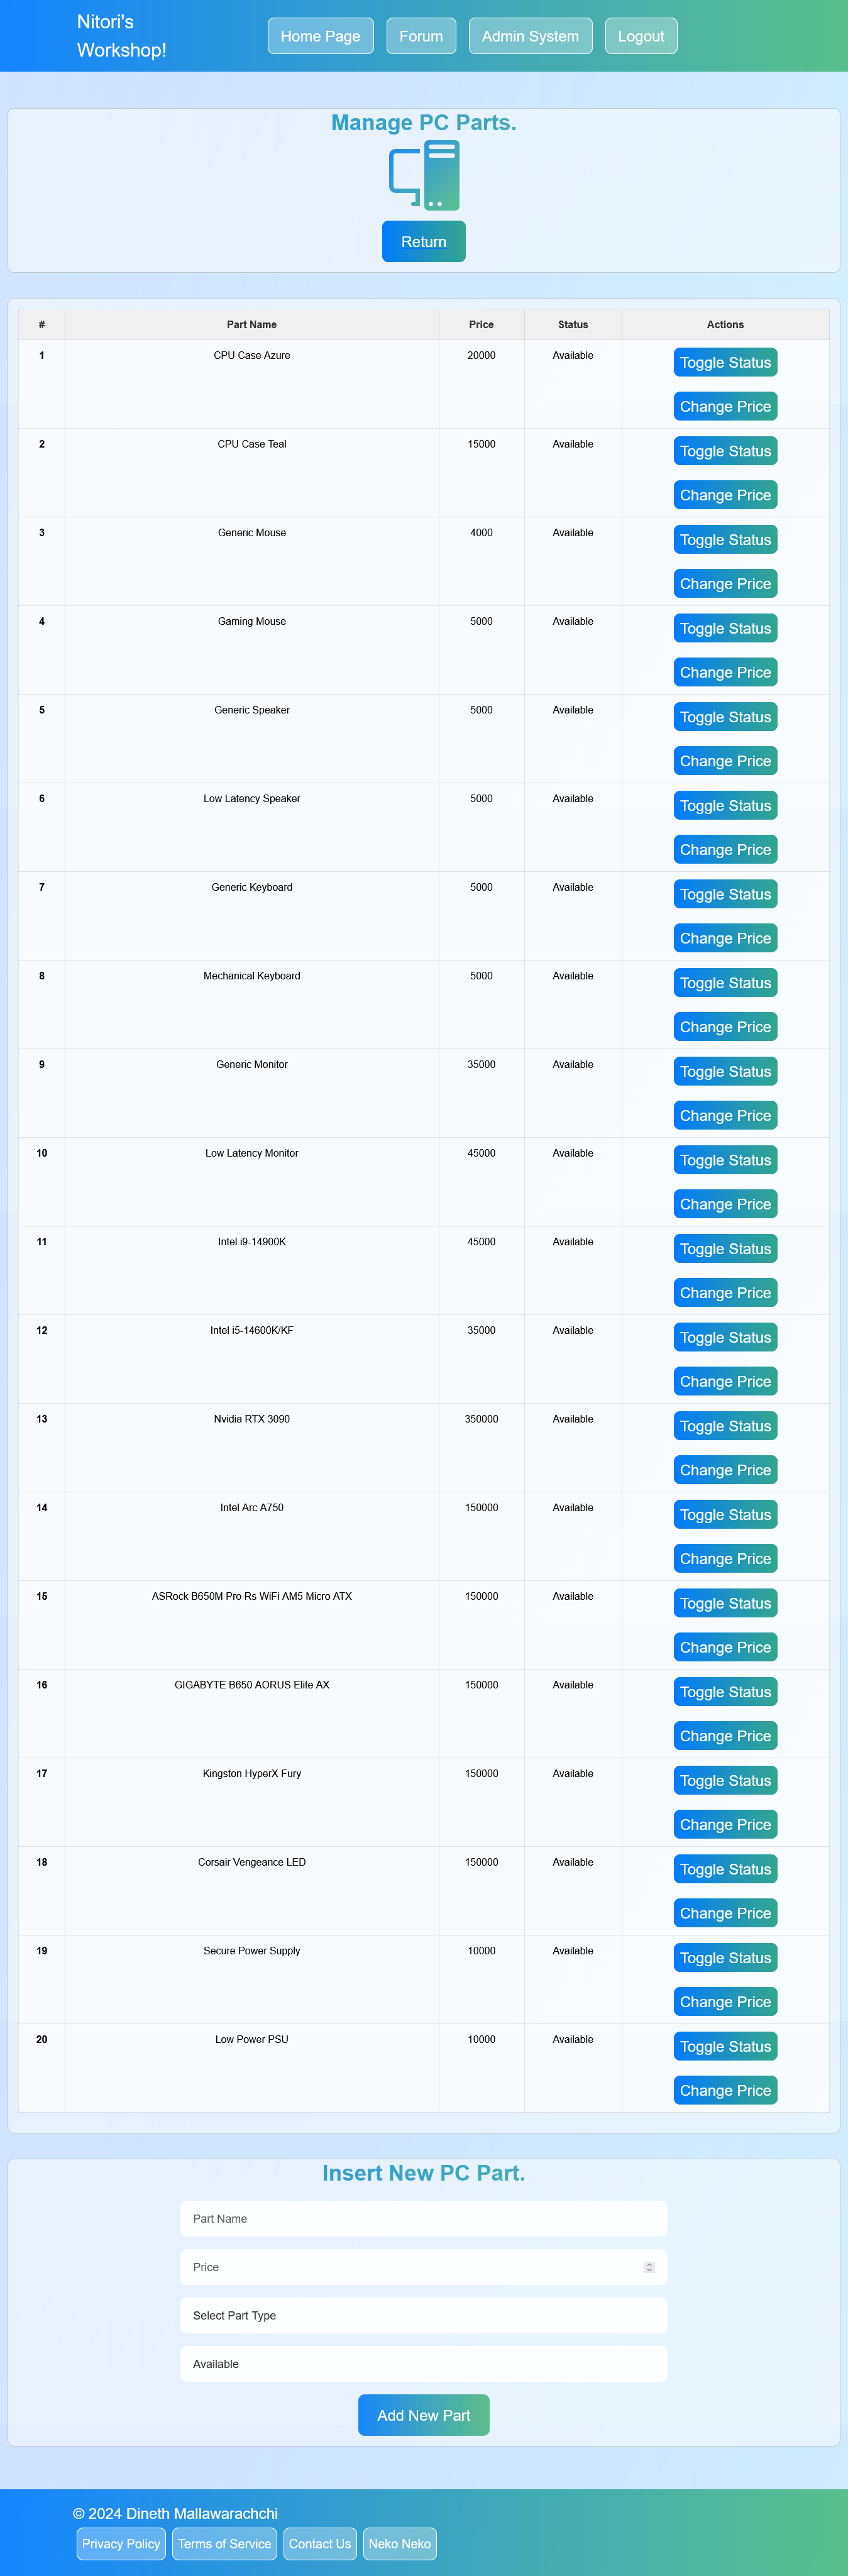 Nitori's
Workshop!
Home Page Forum Admin System Logout
Manage PC Parts.
Return
# Part Name Price Status Actions
1 CPU Case Azure 20000 Available Toggle Status
Change Price
2 CPU Case Teal 15000 Available Toggle Status
Change Price
3 Generic Mouse 4000 Available Toggle Status
Change Price
4 Gaming Mouse 5000 Available Toggle Status
Change Price
5 Generic Speaker 5000 Available Toggle Status
Change Price
6 Low Latency Speaker 5000 Available Toggle Status
Change Price
7 Generic Keyboard 5000 Available Toggle Status
Change Price
8 Mechanical Keyboard 5000 Available Toggle Status
Change Price
9 Generic Monitor 35000 Available Toggle Status
Change Price
10 Low Latency Monitor 45000 Available Toggle Status
Change Price
11 Intel i9-14900K 45000 Available Toggle Status
Change Price
12 Intel i5-14600K/KF 35000 Available Toggle Status
Change Price
13 Nvidia RTX 3090 350000 Available Toggle Status
Change Price
14 Intel Arc A750 150000 Available Toggle Status
Change Price
15 ASRock B650M Pro Rs WiFi AM5 Micro ATX 150000 Available Toggle Status
Change Price
16 GIGABYTE B650 AORUS Elite AX 150000 Available Toggle Status
Change Price
17 Kingston HyperX Fury 150000 Available Toggle Status
Change Price
18 Corsair Vengeance LED 150000 Available Toggle Status
Change Price
19 Secure Power Supply 10000 Available Toggle Status
Change Price
20 Low Power PSU 10000 Available Toggle Status
Change Price
Insert New PC Part.
Part Name
Price
Select Part Type
Available
Add New Part
© 2024 Dineth Mallawarachchi
Privacy Policy Terms of Service Contact Us Neko Neko